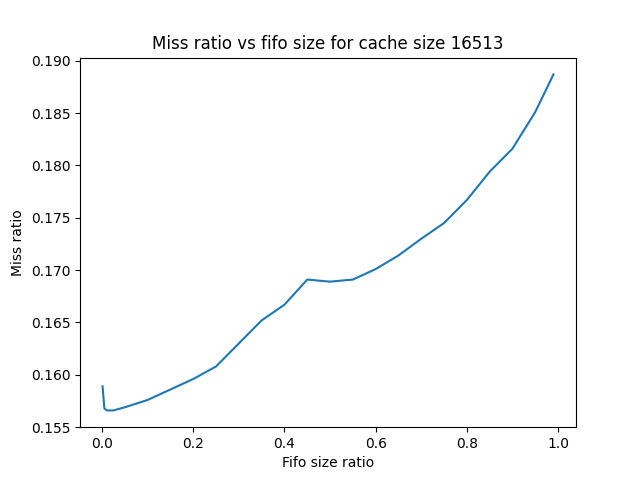 Miss ratio vs fifo size for cache size 16513
0.190
0.185
0.180
0.175
0.170
0.165
0.160
0.155
Miss ratio
0.0 0.2 0.4 0.6 0.8 1.0
Fifo size ratio